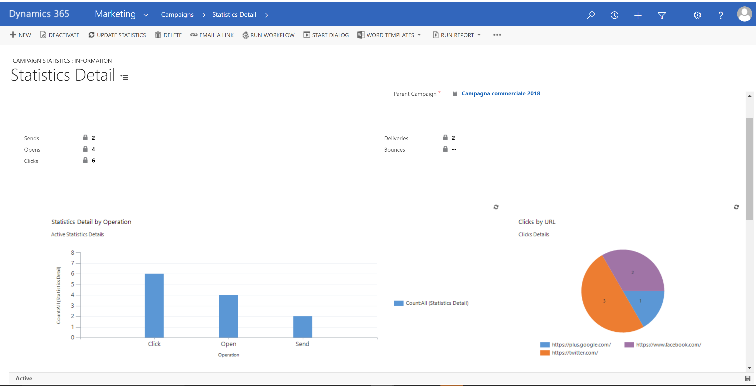 Dynamics 365 Marketing Campaigns > Statistics Detail >
+ NEW DEACTIVATE UPDATE STATISTICS DELETE EMAIL A LINK RUN WORKFLOW START DIALOG WORD TEMPLATES RUN REPORT ...
CAMPAIGN STATISTICS : INFORMATION
Statistics Detail
Parent Campaign * Campagna commerciale 2018
Sends 2 Deliveries 2
Opens 4 Bounces --
Clicks 6
Statistics Detail by Operation Clicks by URL
Active Statistics Details Clicks Details
8
7
6
5
4
3
2
1
0
CountAll (Statistics Detail)
Click Open Send
Operation
CountAll (Statistics Detail)
2
3 1
https://plus.google.com/ https://www.facebook.com/
https://twitter.com/
Active